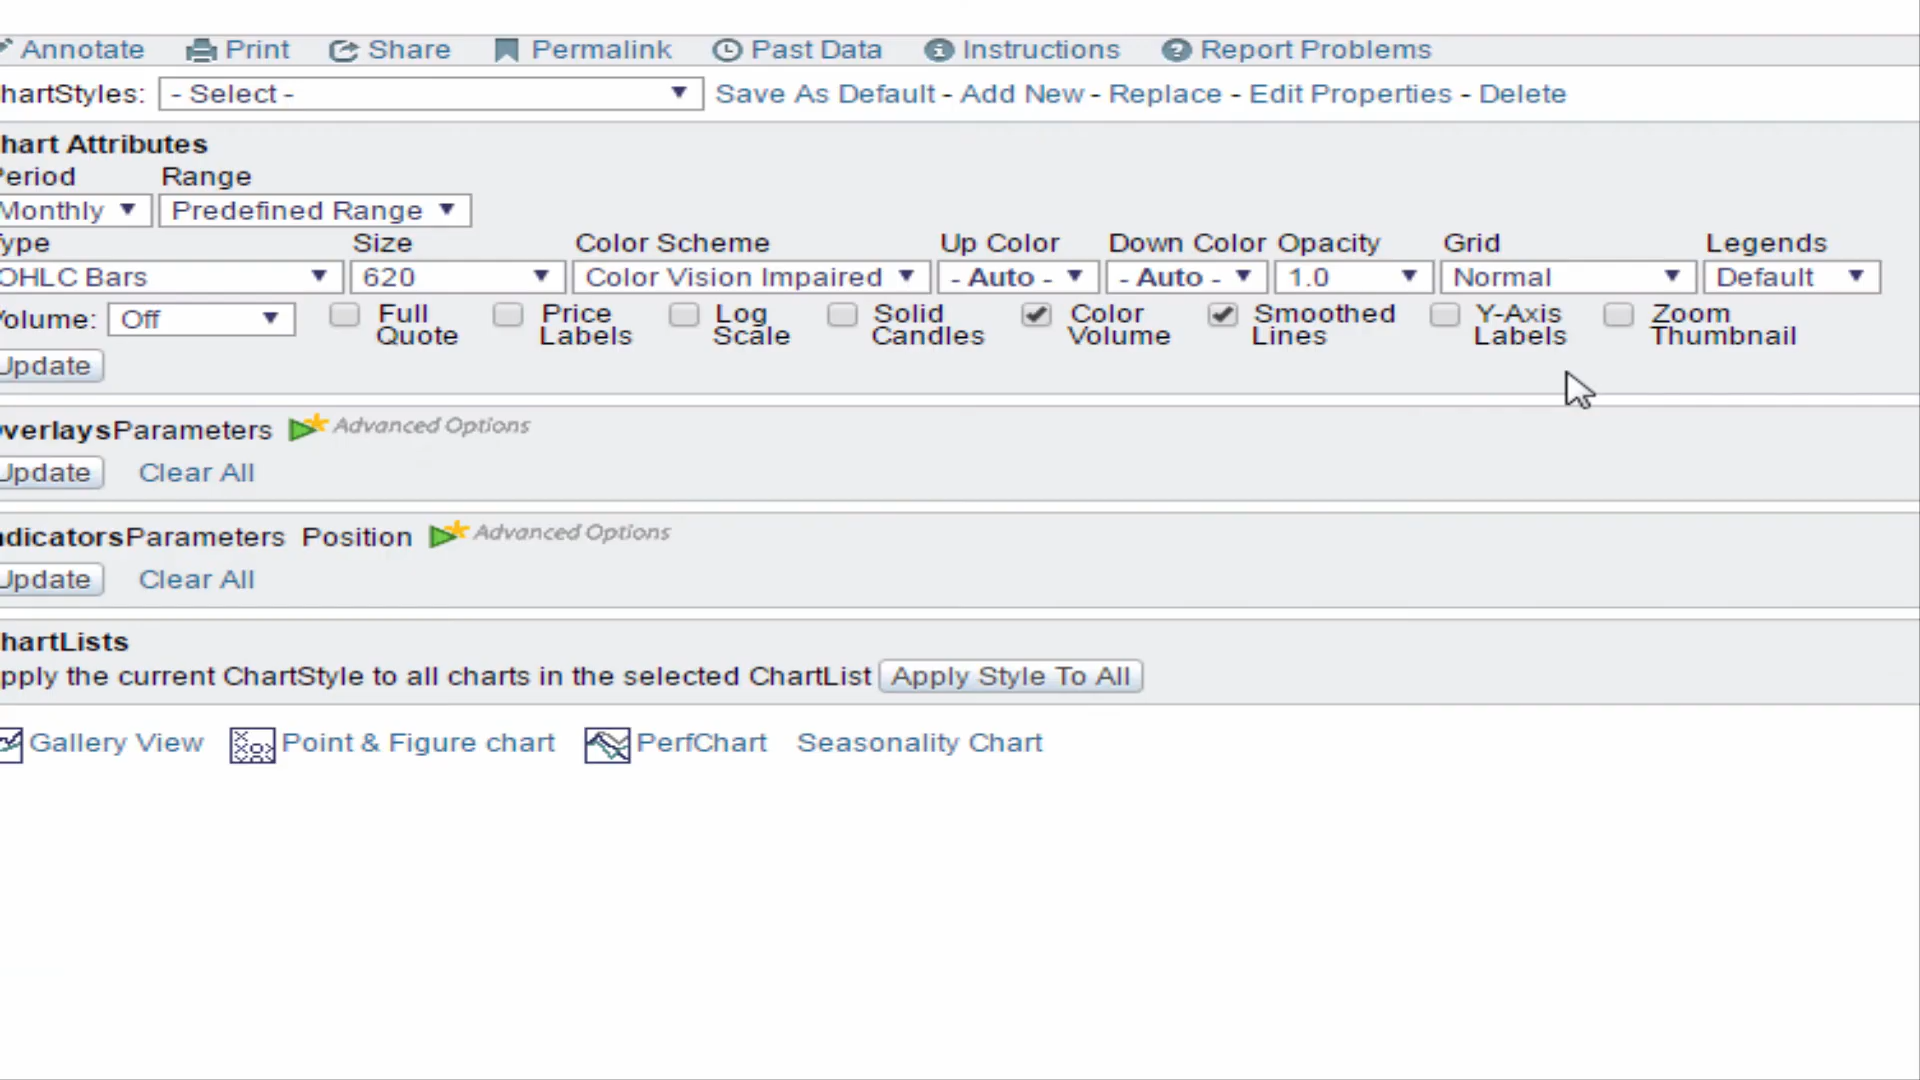 Annotate Print Share Permalink Past Data Instructions Report Problems
hartStyles: - Select - Save As Default - Add New - Replace - Edit Properties - Delete
hart Attributes
Period Range
Monthly Predefined Range
ype Size Color Scheme Up Color Down Color Opacity Grid Legends
OHLC Bars 620 Color Vision Impaired - Auto - - Auto - 1.0 Normal Default
olume: Off Full Quote Price Labels Log Scale Solid Candles Color Volume Smoothed Lines Y-Axis Labels Zoom Thumbnail
Update
verlays Parameters Advanced Options
Update Clear All
dicators Parameters Position Advanced Options
Update Clear All
hartLists
pply the current ChartStyle to all charts in the selected ChartList Apply Style To All
Gallery View Point & Figure chart PerfChart Seasonality Chart